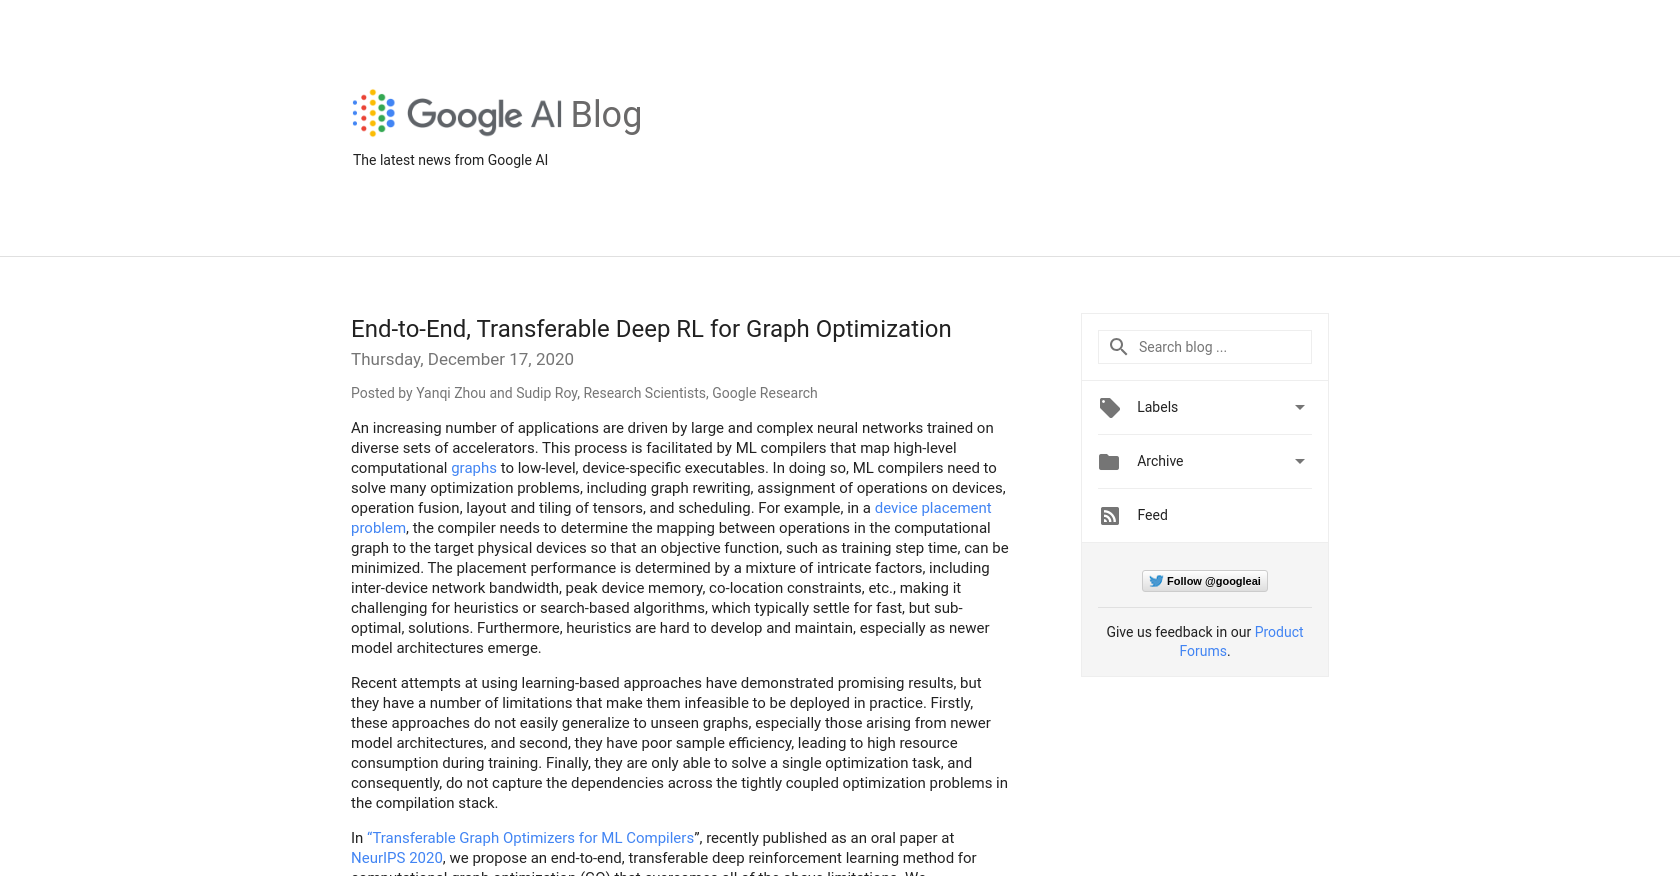 Google AI Blog
The latest news from Google AI
End-to-End, Transferable Deep RL for Graph Optimization
Thursday, December 17, 2020
Posted by Yanqi Zhou and Sudip Roy, Research Scientists, Google Research
An increasing number of applications are driven by large and complex neural networks trained on
diverse sets of accelerators. This process is facilitated by ML compilers that map high-level
computational graphs to low-level, device-specific executables. In doing so, ML compilers need to
solve many optimization problems, including graph rewriting, assignment of operations on devices,
operation fusion, layout and tiling of tensors, and scheduling. For example, in a device placement
problem, the compiler needs to determine the mapping between operations in the computational
graph to the target physical devices so that an objective function, such as training step time, can be
minimized. The placement performance is determined by a mixture of intricate factors, including
inter-device network bandwidth, peak device memory, co-location constraints, etc., making it
challenging for heuristics or search-based algorithms, which typically settle for fast, but sub-
optimal, solutions. Furthermore, heuristics are hard to develop and maintain, especially as newer
model architectures emerge.
Recent attempts at using learning-based approaches have demonstrated promising results, but
they have a number of limitations that make them infeasible to be deployed in practice. Firstly,
these approaches do not easily generalize to unseen graphs, especially those arising from newer
model architectures, and second, they have poor sample efficiency, leading to high resource
consumption during training. Finally, they are only able to solve a single optimization task, and
consequently, do not capture the dependencies across the tightly coupled optimization problems in
the compilation stack.
In “Transferable Graph Optimizers for ML Compilers”, recently published as an oral paper at
NeurIPS 2020, we propose an end-to-end, transferable deep reinforcement learning method for
computational graph optimization (GO) that overcomes all of the above limitations. We
Search blog ...
Labels
Archive
Feed
Follow @googleai
Give us feedback in our Product
Forums.